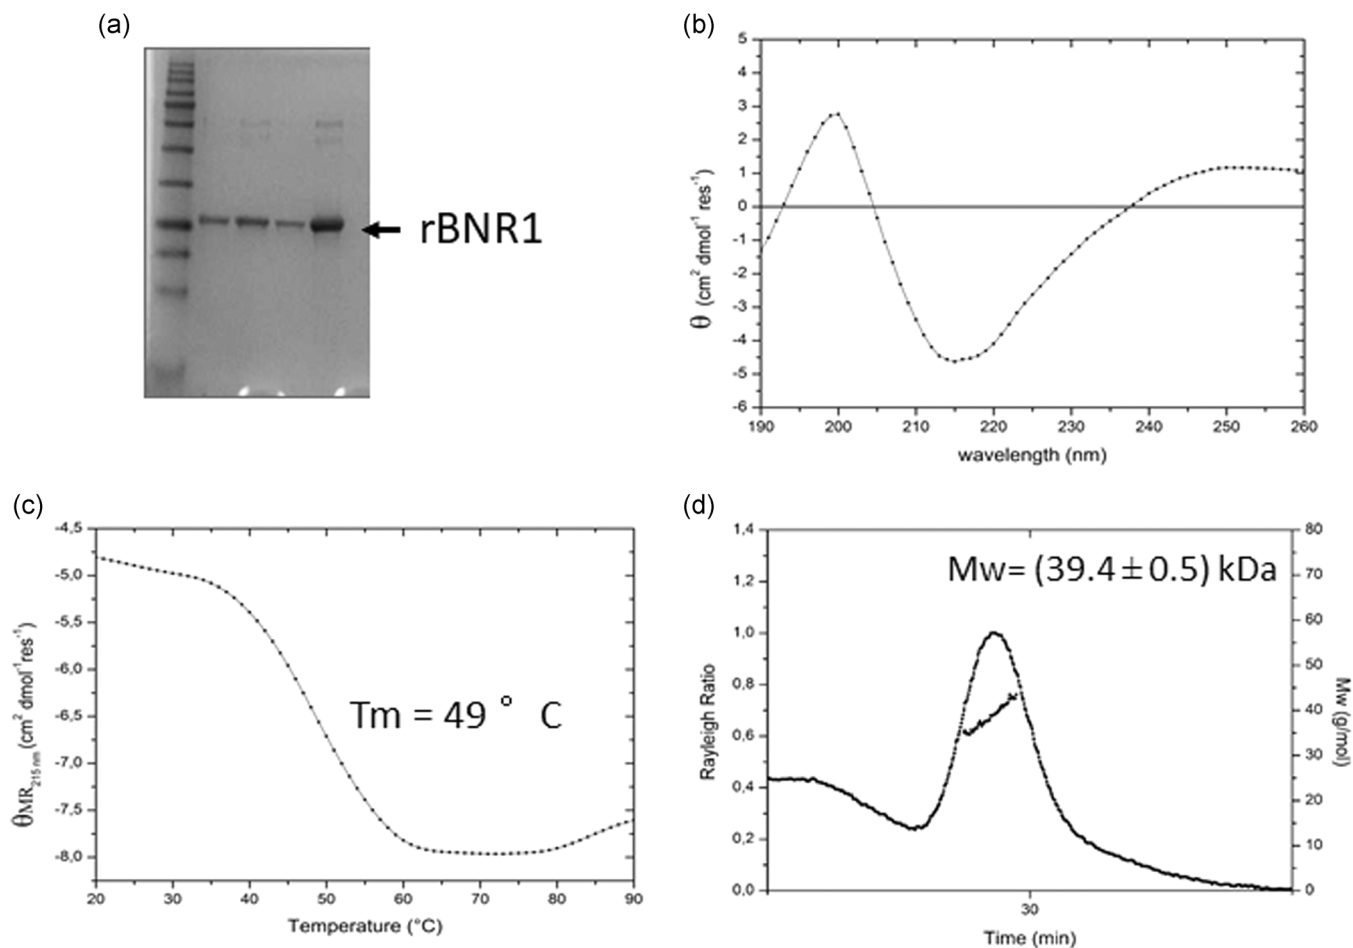 (a)
rBNR1
(b)
5
4
3
2
1
0
-1
-2
-3
-4
-5
-6
θ (cm² dmol⁻¹ res⁻¹)
190 200 210 220 230 240 250 260
wavelength (nm)
(c)
-4,5
-5,0
-5,5
-6,0
-6,5
-7,0
-7,5
-8,0
θMR215 nm (cm² dmol⁻¹res⁻¹)
Tm = 49 ° C
20 30 40 50 60 70 80 90
Temperature (°C)
(d)
1,4
1,2
1,0
0,8
0,6
0,4
0,2
0,0
Rayleigh Ratio
Mw= (39.4±0.5) kDa
80
70
60
50
40
30
20
10
0
Mw (g/mol)
30
Time (min)